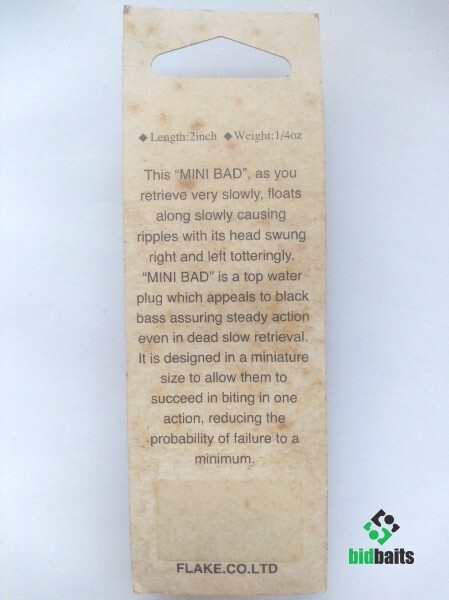 ◆ Length:2inch ◆ Weight:1/4oz
This “MINI BAD”, as you
retrieve very slowly, floats
along slowly causing
ripples with its head swung
right and left totteringly.
“MINI BAD” is a top water
plug which appeals to black
bass assuring steady action
even in dead slow retrieval.
It is designed in a miniature
size to allow them to
succeed in biting in one
action, reducing the
probability of failure to a
minimum.
FLAKE.CO.LTD
bidbaits